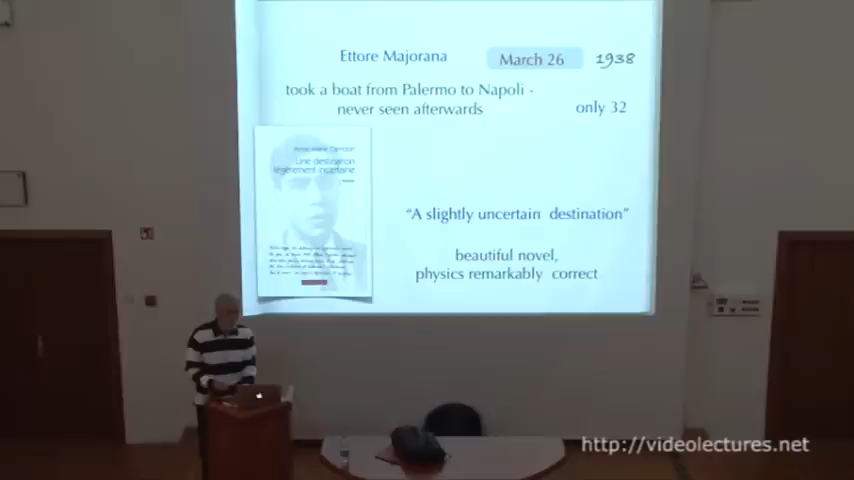 Ettore Majorana
March 26
1938
took a boat from Palermo to Napoli -
never seen afterwards
only 32
Une destination
légèrement incertaine
"A slightly uncertain destination"
beautiful novel,
physics remarkably correct
http://videolectures.net